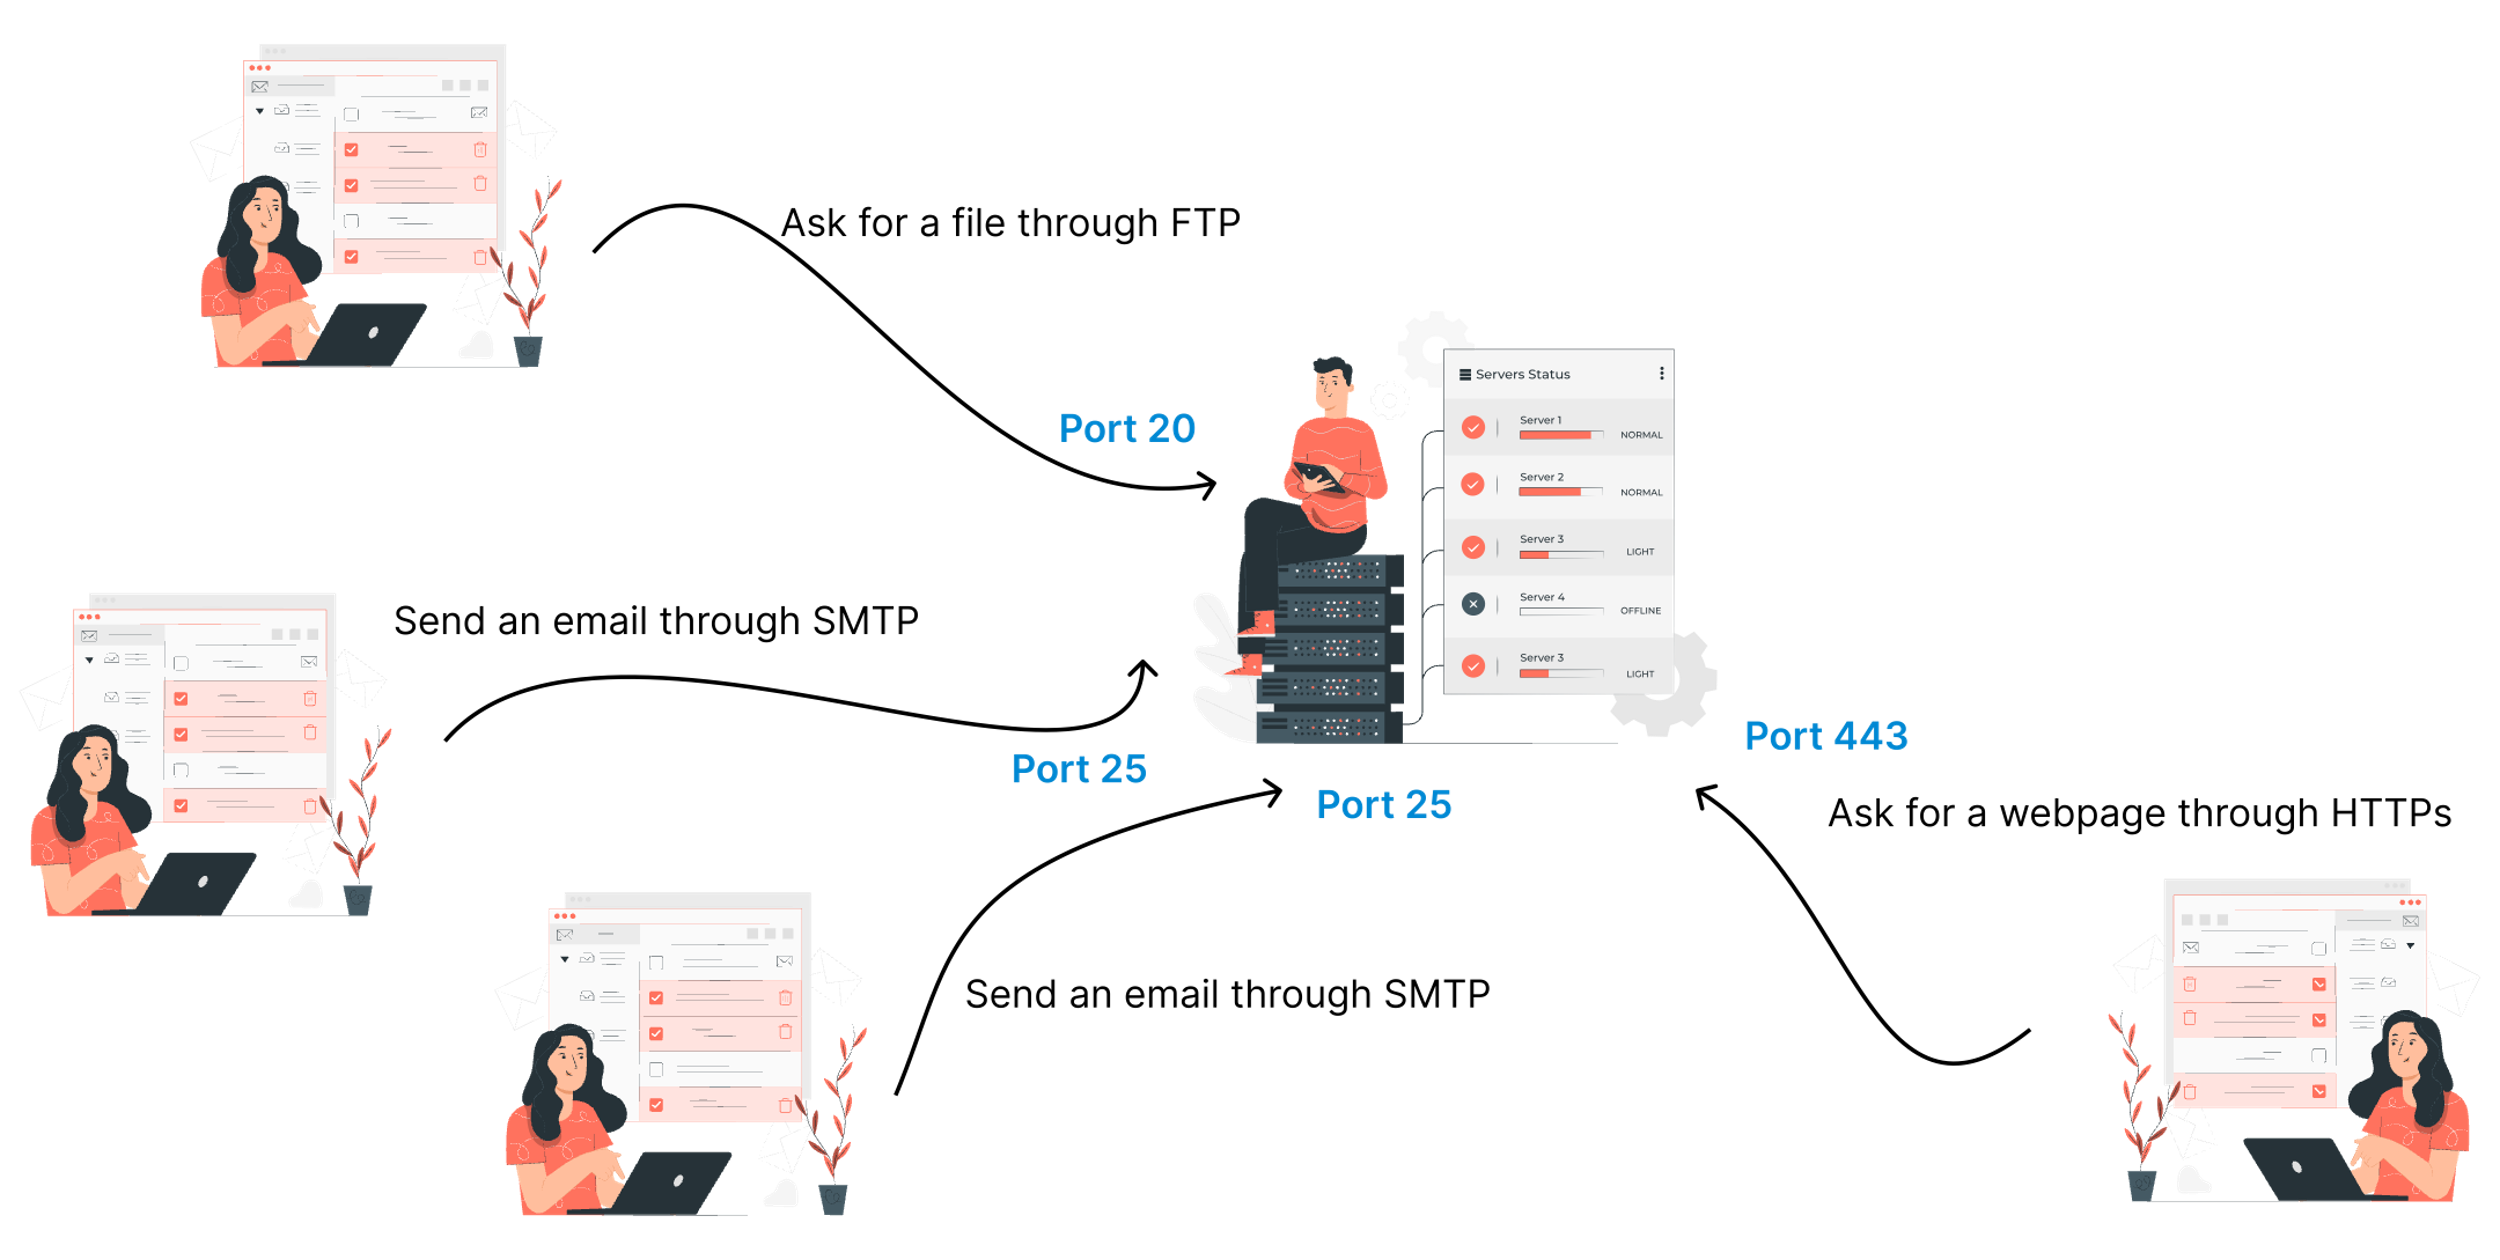 Ask for a file through FTP
Port 20
Servers Status
Server 1
NORMAL
Server 2
NORMAL
Server 3
LIGHT
Server 4
OFFLINE
Server 3
LIGHT
Send an email through SMTP
Port 25
Port 443
Port 25
Ask for a webpage through HTTPs
Send an email through SMTP